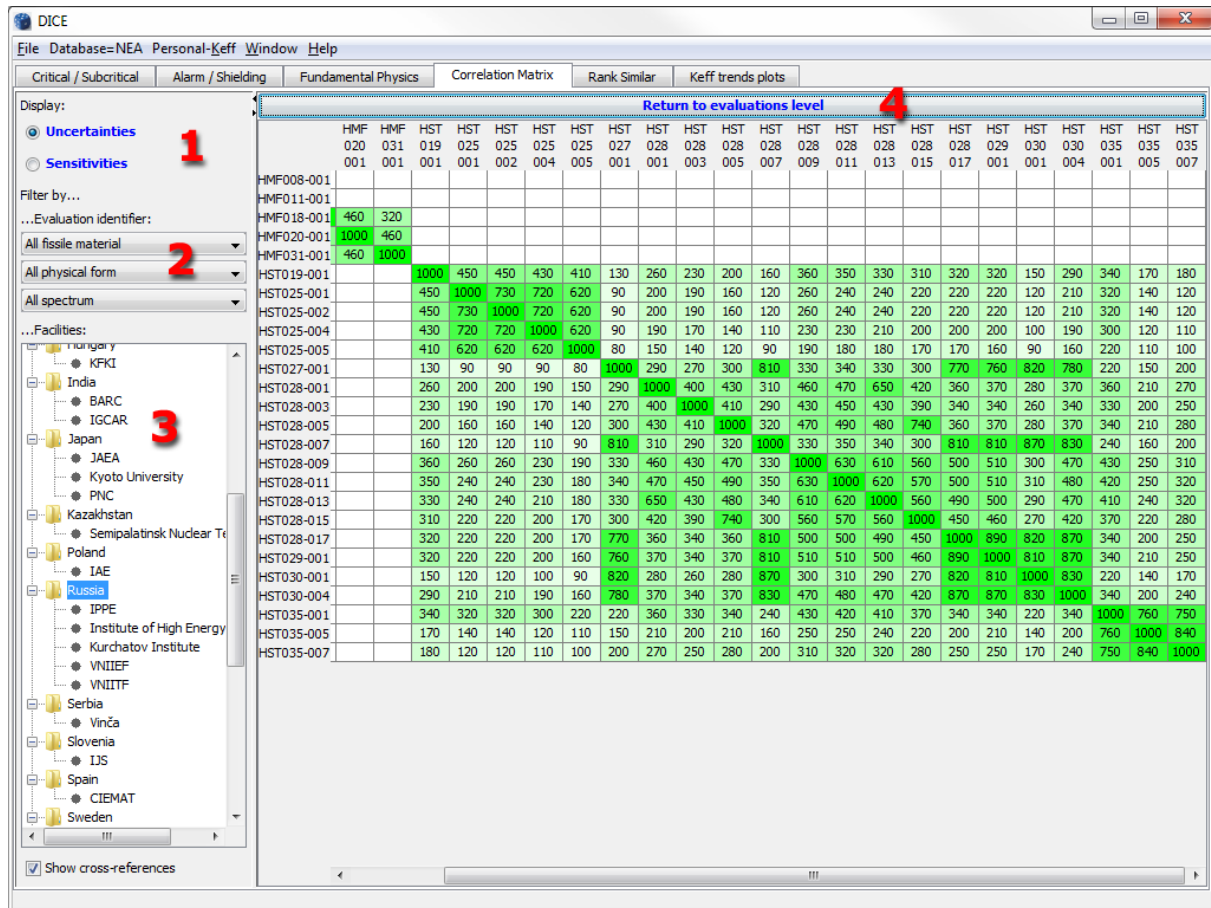 DICE
File Database=NEA Personal-Keff Window Help
Critical / Subcritical Alarm / Shielding Fundamental Physics Correlation Matrix Rank Similar Keff trends plots
Display:
Uncertainties
Sensitivities
1
Filter by...
...Evaluation identifier:
All fissile material
All physical form
All spectrum
2
...Facilities:
Hungary
KFKI
India
BARC
IGCAR
3
Japan
JAEA
Kyoto University
PNC
Kazakhstan
Semipalatinsk Nuclear Te
Poland
IAE
Russia
IPPE
Institute of High Energy
Kurchatov Institute
VNIIEF
VNIITF
Serbia
Vinča
Slovenia
IJS
Spain
CIEMAT
Sweden
Show cross-references
Return to evaluations level 4
HMF HMF HST HST HST HST HST HST HST HST HST HST HST HST HST HST HST HST HST HST HST HST HST
020 031 019 025 025 025 025 027 028 028 028 028 028 028 028 028 028 029 030 030 035 035 035
001 001 001 001 002 004 005 001 001 003 005 007 009 011 013 015 017 001 001 004 001 005 007
HMF008-001
HMF011-001
HMF018-001 460 320
HMF020-001 1000 460
HMF031-001 460 1000
HST019-001 1000 450 450 430 410 130 260 230 200 160 360 350 330 310 320 320 150 290 340 170 180
HST025-001 450 1000 730 720 620 90 200 190 160 120 260 240 240 220 220 220 120 210 320 140 120
HST025-002 450 730 1000 720 620 90 200 190 160 120 260 240 240 220 220 220 120 210 320 140 120
HST025-004 430 720 720 1000 620 90 190 170 140 110 230 230 210 200 200 200 100 190 300 120 110
HST025-005 410 620 620 620 1000 80 150 140 120 90 190 180 180 170 170 160 90 160 220 110 100
HST027-001 130 90 90 90 80 1000 290 270 300 810 330 340 330 300 770 760 820 780 220 150 200
HST028-001 260 200 200 190 150 290 1000 400 430 310 460 470 650 420 360 370 280 370 360 210 270
HST028-003 230 190 190 170 140 270 400 1000 410 290 430 450 430 390 340 340 260 340 330 200 250
HST028-005 200 160 160 140 120 300 430 410 1000 320 470 490 480 740 360 370 280 370 340 210 280
HST028-007 160 120 120 110 90 810 310 290 320 1000 330 350 340 300 810 810 870 830 240 160 200
HST028-009 360 260 260 230 190 330 460 430 470 330 1000 630 610 560 500 510 300 470 430 250 310
HST028-011 350 240 240 230 180 340 470 450 490 350 630 1000 620 570 500 510 310 480 420 250 320
HST028-013 330 240 240 210 180 330 650 430 480 340 610 620 1000 560 490 500 290 470 410 240 320
HST028-015 310 220 220 200 170 300 420 390 740 300 560 570 560 1000 450 460 270 420 370 220 280
HST028-017 320 220 220 200 170 770 360 340 360 810 500 500 490 450 1000 890 820 870 340 200 250
HST029-001 320 220 220 200 160 760 370 340 370 810 510 510 500 460 890 1000 810 870 340 210 250
HST030-001 150 120 120 100 90 820 280 260 280 870 300 310 290 270 820 810 1000 830 220 140 170
HST030-004 290 210 210 190 160 780 370 340 370 830 470 480 470 420 870 870 830 1000 340 200 240
HST035-001 340 320 320 300 220 220 360 330 340 240 430 420 410 370 340 340 220 340 1000 760 750
HST035-005 170 140 140 120 110 150 210 200 210 160 250 250 240 220 200 210 140 200 760 1000 840
HST035-007 180 120 120 110 100 200 270 250 280 200 310 320 320 280 250 250 170 240 750 840 1000